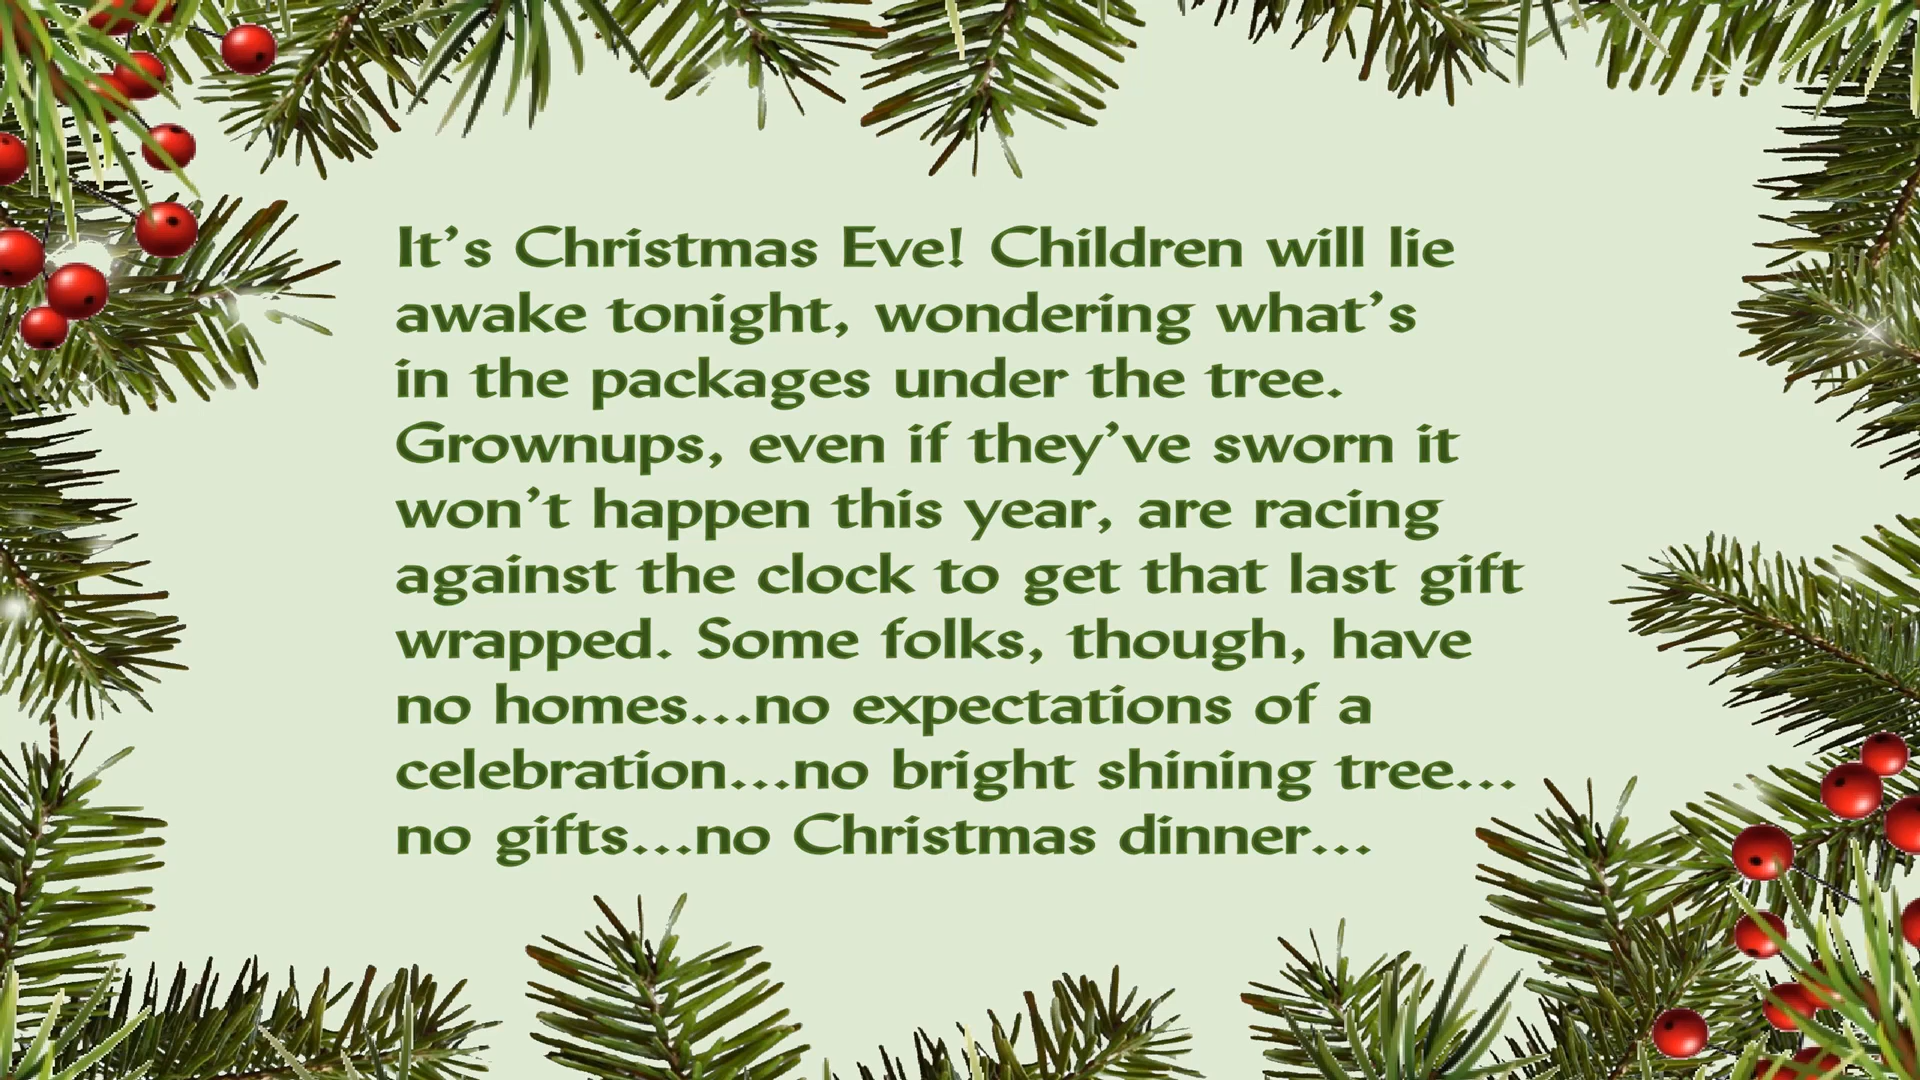 It’s Christmas Eve! Children will lie
awake tonight, wondering what’s
in the packages under the tree.
Grownups, even if they’ve sworn it
won’t happen this year, are racing
against the clock to get that last gift
wrapped. Some folks, though, have
no homes...no expectations of a
celebration...no bright shining tree...
no gifts...no Christmas dinner...